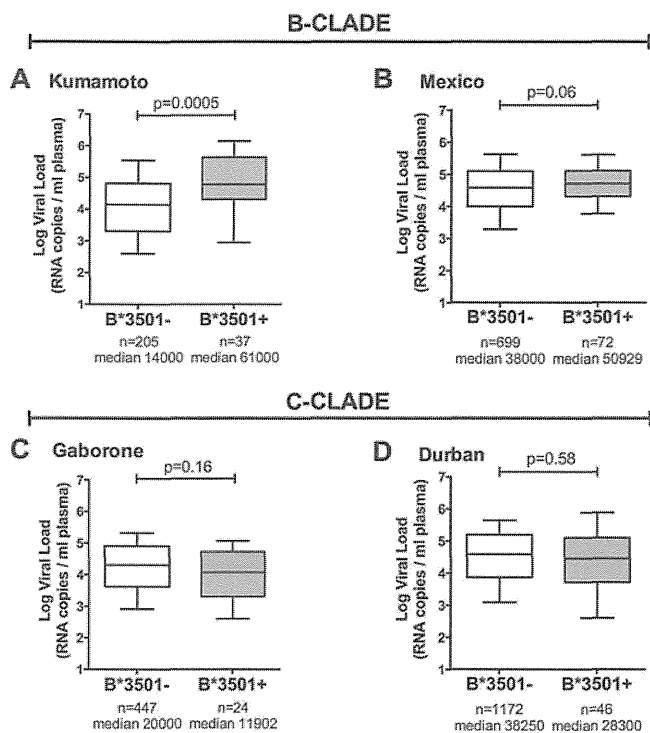 B-CLADE
A Kumamoto
p=0.0005
Log Viral Load
(RNA copies / ml plasma)
7
6
5
4
3
2
1
B*3501- B*3501+
n=205 n=37
median 14000 median 61000
B Mexico
p=0.06
Log Viral Load
(RNA copies / ml plasma)
7
6
5
4
3
2
1
B*3501- B*3501+
n=699 n=72
median 38000 median 50929
C-CLADE
C Gaborone
p=0.16
Log Viral Load
(RNA copies / ml plasma)
7
6
5
4
3
2
1
B*3501- B*3501+
n=447 n=24
median 20000 median 11902
D Durban
p=0.58
Log Viral Load
(RNA copies / ml plasma)
7
6
5
4
3
2
1
B*3501- B*3501+
n=1172 n=46
median 38250 median 28300